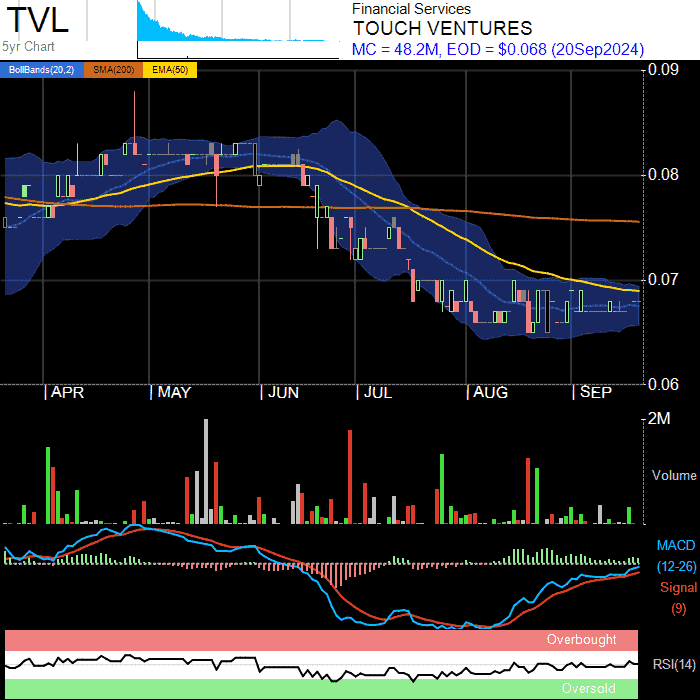 TVL
5yr Chart
Financial Services
TOUCH VENTURES
MC = 48.2M, EOD = $0.068 (20Sep2024)
BollBands(20,2) SMA(200) EMA(50)
0.09
0.08
0.07
0.06
APR MAY JUN JUL AUG SEP
2M
Volume
MACD
(12-26)
Signal
(9)
Overbought
RSI(14)
Oversold